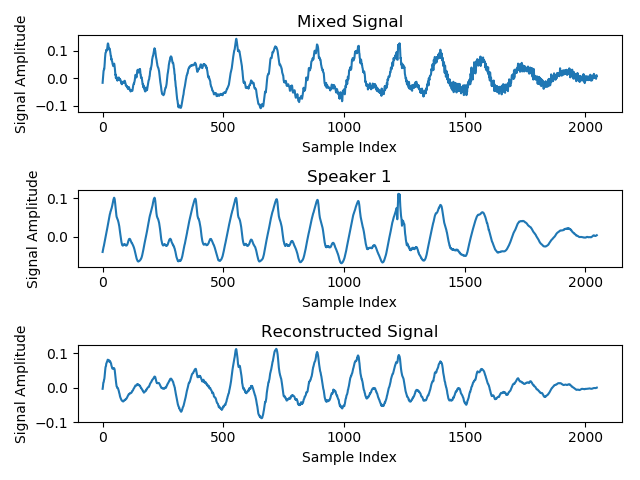 Mixed Signal
Signal Amplitude
0.1
0.0
−0.1
0 500 1000 1500 2000
Sample Index
Speaker 1
Signal Amplitude
0.1
0.0
0 500 1000 1500 2000
Sample Index
Reconstructed Signal
Signal Amplitude
0.1
0.0
−0.1
0 500 1000 1500 2000
Sample Index